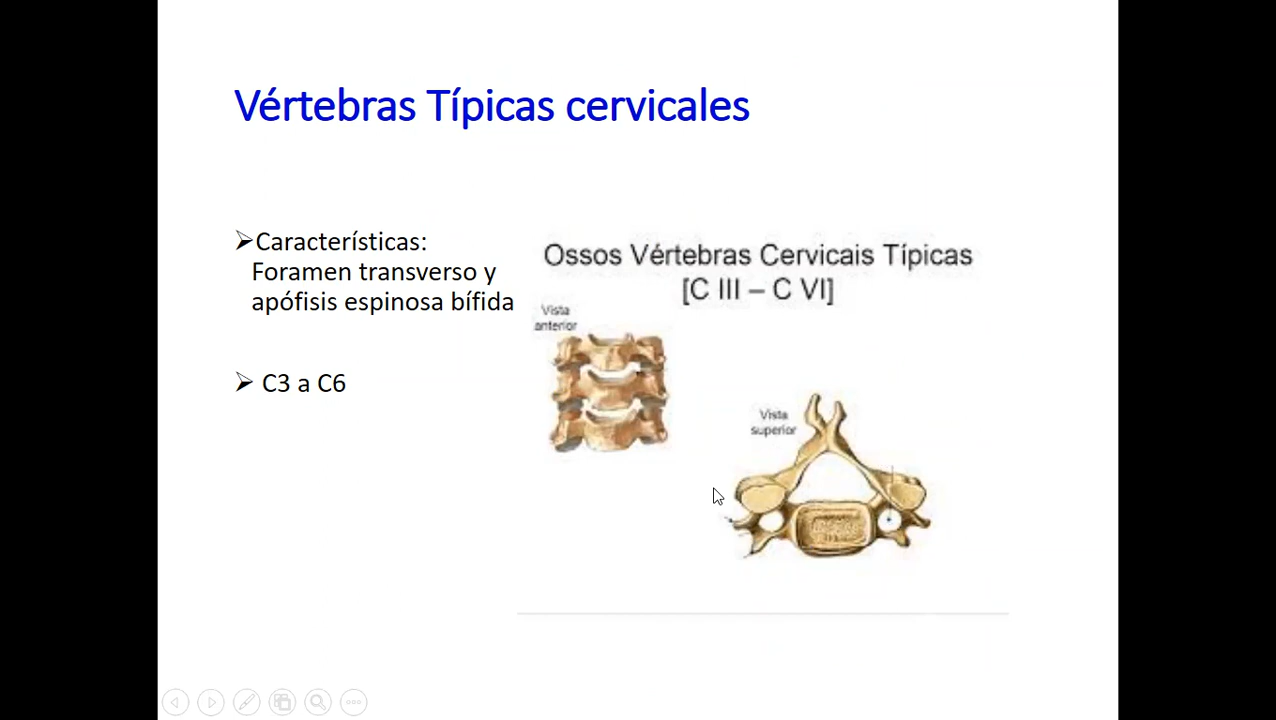 Vértebras Típicas cervicales
➢Características:
Foramen transverso y
apófisis espinosa bífida
➢ C3 a C6
Ossos Vértebras Cervicais Típicas
[C III – C VI]
Vista
anterior
Vista
superior